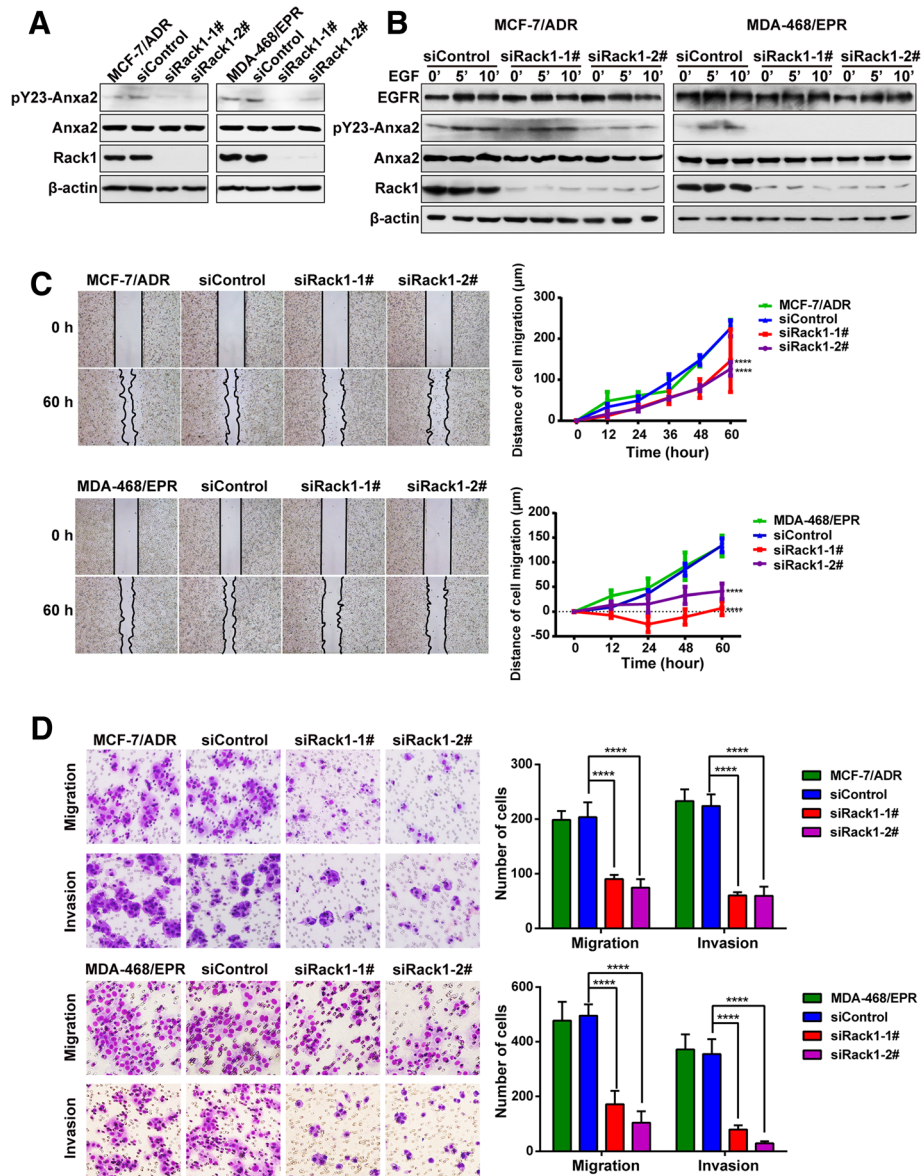 A
MCF-7/ADR siControl siRack1-1# siRack1-2# MDA-468/EPR siControl siRack1-1# siRack1-2#
pY23-Anxa2
Anxa2
Rack1
β-actin
B
MCF-7/ADR MDA-468/EPR
siControl siRack1-1# siRack1-2# siControl siRack1-1# siRack1-2#
EGF 0' 5' 10' 0' 5' 10' 0' 5' 10' 0' 5' 10' 0' 5' 10' 0' 5' 10'
EGFR
pY23-Anxa2
Anxa2
Rack1
β-actin
C
MCF-7/ADR siControl siRack1-1# siRack1-2#
0 h
60 h
Distance of cell migration (μm)
300
200
100
0
0 12 24 36 48 60
Time (hour)
MCF-7/ADR
siControl
siRack1-1#
siRack1-2#
****
****
MDA-468/EPR siControl siRack1-1# siRack1-2#
0 h
60 h
Distance of cell migration (μm)
200
150
100
50
0
-50
0 12 24 48 60
Time (hour)
MDA-468/EPR
siControl
siRack1-1#
siRack1-2#
****
****
D
MCF-7/ADR siControl siRack1-1# siRack1-2#
Migration
Invasion
Number of cells
300
200
100
0
**** **** **** ****
Migration Invasion
MCF-7/ADR
siControl
siRack1-1#
siRack1-2#
MDA-468/EPR siControl siRack1-1# siRack1-2#
Migration
Invasion
Number of cells
600
400
200
0
**** **** **** ****
Migration Invasion
MDA-468/EPR
siControl
siRack1-1#
siRack1-2#